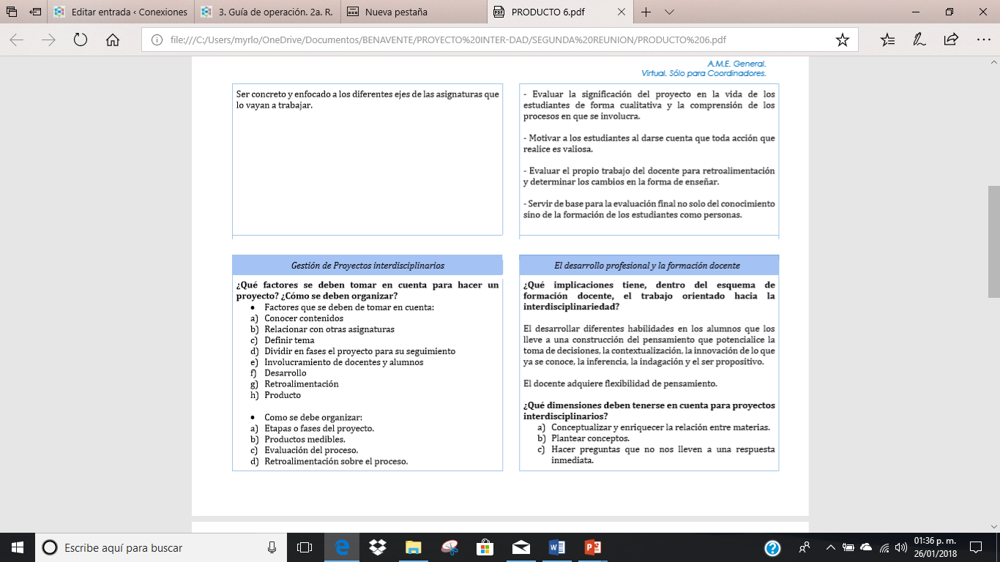 Editar entrada ‹ Conexiones
3. Guía de operación. 2a. R.
Nueva pestaña
PRODUCTO 6.pdf
file:///C:/Users/myrlo/OneDrive/Documentos/BENAVENTE/PROYECTO%20INTER-DAD/SEGUNDA%20REUNION/PRODUCTO%206.pdf
A.M.E. General.
Virtual. Sólo para Coordinadores.
Ser concreto y enfocado a los diferentes ejes de las asignaturas que
lo vayan a trabajar.
- Evaluar la significación del proyecto en la vida de los
estudiantes de forma cualitativa y la comprensión de los
procesos en que se involucra.
- Motivar a los estudiantes al darse cuenta que toda acción que
realice es valiosa.
- Evaluar el propio trabajo del docente para retroalimentación
y determinar los cambios en la forma de enseñar.
- Servir de base para la evaluación final no solo del conocimiento
sino de la formación de los estudiantes como personas.
Gestión de Proyectos interdisciplinarios
¿Qué factores se deben tomar en cuenta para hacer un
proyecto? ¿Cómo se deben organizar?
• Factores que se deben de tomar en cuenta:
a) Conocer contenidos
b) Relacionar con otras asignaturas
c) Definir tema
d) Dividir en fases el proyecto para su seguimiento
e) Involucramiento de docentes y alumnos
f) Desarrollo
g) Retroalimentación
h) Producto
• Como se debe organizar:
a) Etapas o fases del proyecto.
b) Productos medibles.
c) Evaluación del proceso.
d) Retroalimentación sobre el proceso.
El desarrollo profesional y la formación docente
¿Qué implicaciones tiene, dentro del esquema de
formación docente, el trabajo orientado hacia la
interdisciplinariedad?
El desarrollar diferentes habilidades en los alumnos que los
lleve a una construcción del pensamiento que potencialice la
toma de decisiones, la contextualización, la innovación de lo que
ya se conoce, la inferencia, la indagación y el ser propositivo.
El docente adquiere flexibilidad de pensamiento.
¿Qué dimensiones deben tenerse en cuenta para proyectos
interdisciplinarios?
a) Conceptualizar y enriquecer la relación entre materias.
b) Plantear conceptos.
c) Hacer preguntas que no nos lleven a una respuesta
inmediata.
Escribe aquí para buscar
01:36 p. m.
26/01/2018